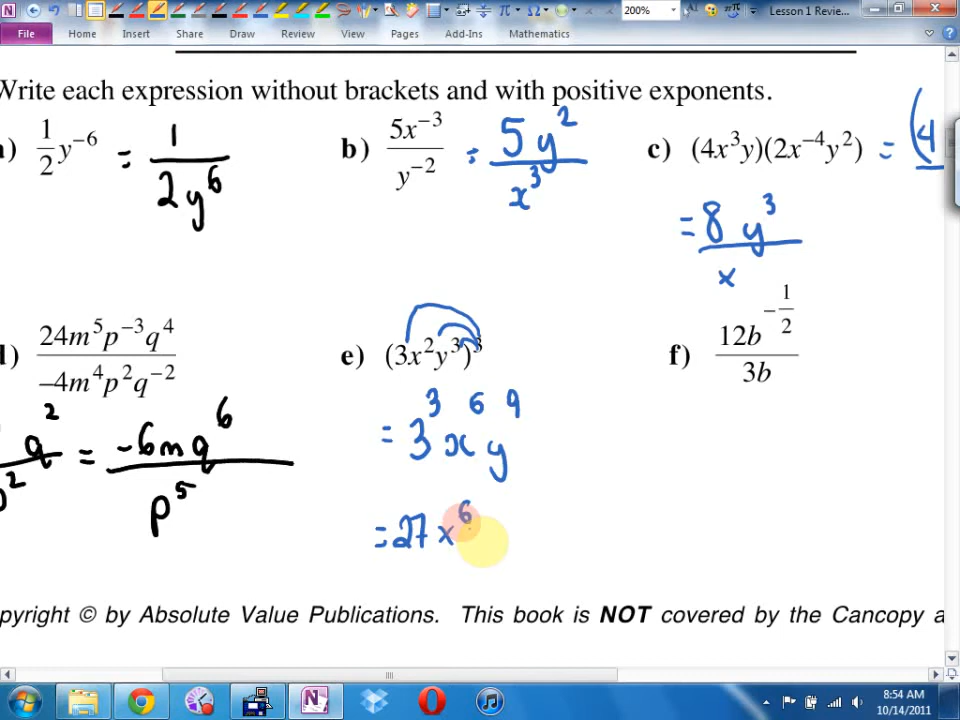 200% Lesson 1 Revie...
File Home Insert Share Draw Review View Pages Add-Ins Mathematics
Write each expression without brackets and with positive exponents.
a) 1/2 y^-6 = 1/(2y^6)
b) 5x^-3/y^-2 = 5y^2/x^3
c) (4x^3y)(2x^-4y^2) = (4
= 8y^3/x
d) 24m^5p^-3q^4/-4m^4p^2q^-2
q^2/p^2 = -6mq^6/p^5
e) (3x^2y^3)^3
= 3^3 x^6 y^9
= 27x^6
f) 12b^-1/2/3b
pyright © by Absolute Value Publications. This book is NOT covered by the Cancopy a
8:54 AM
10/14/2011